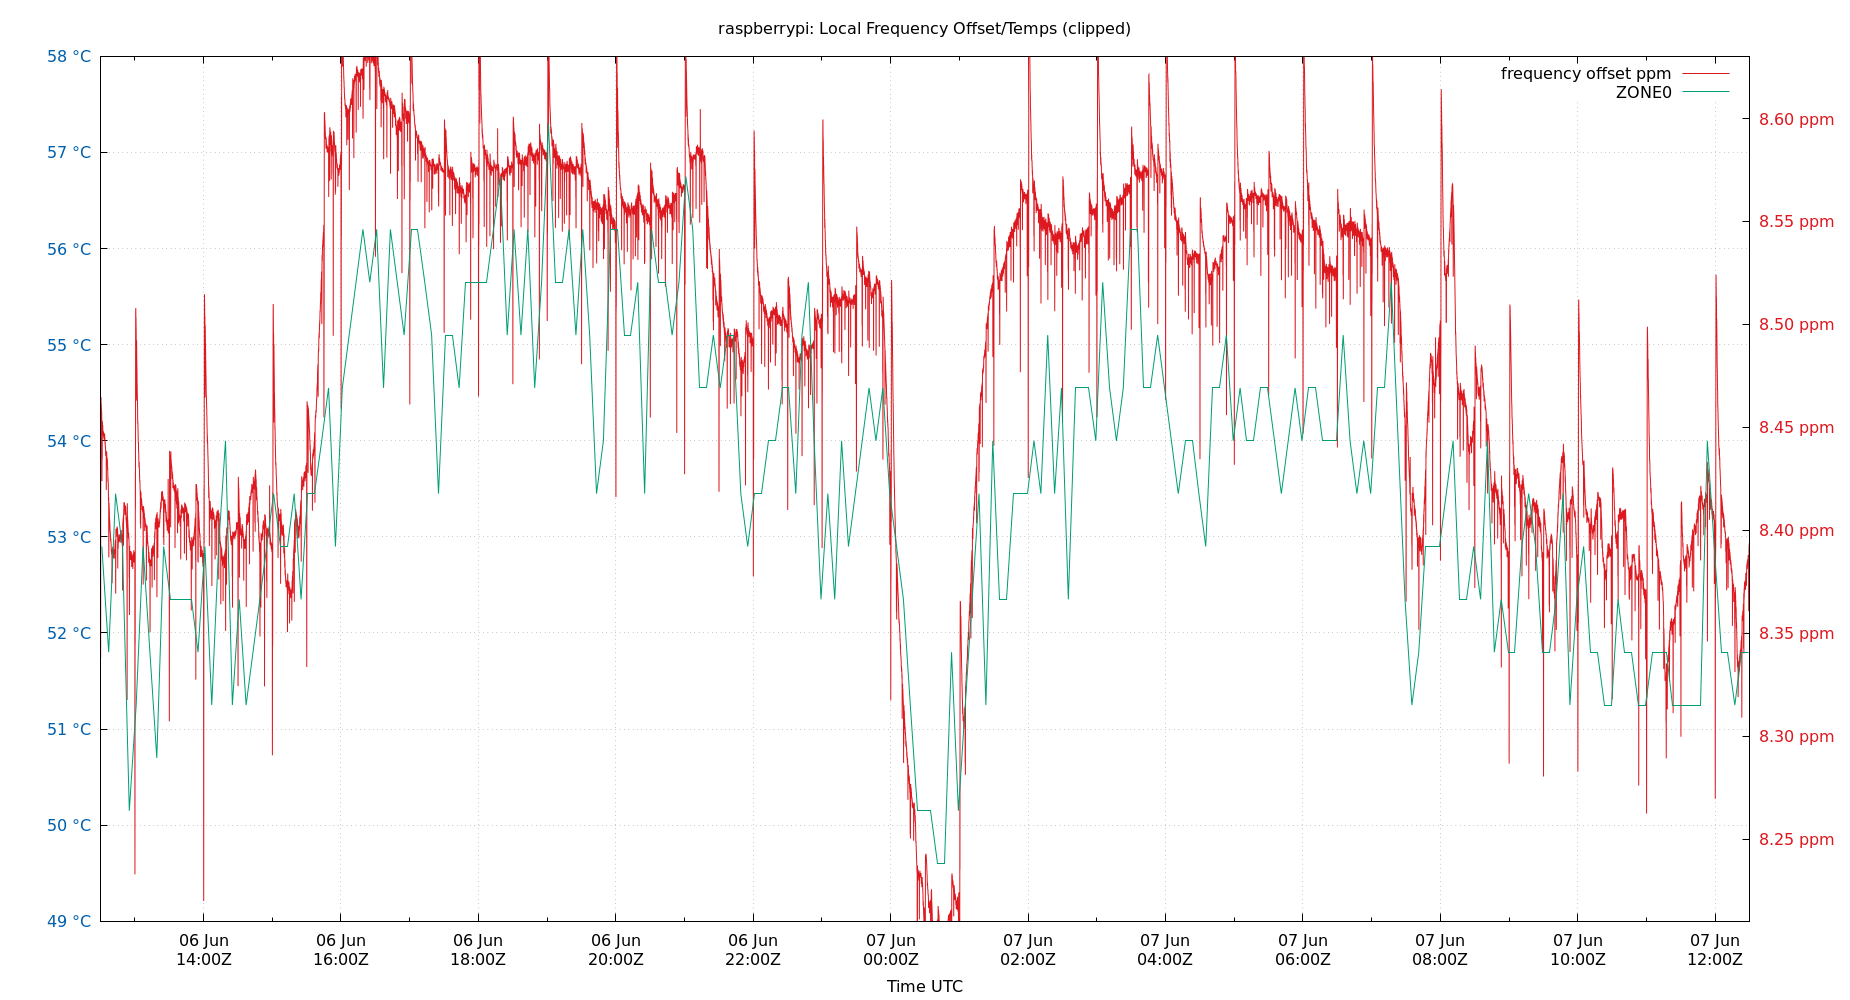 raspberrypi: Local Frequency Offset/Temps (clipped)
58 °C
57 °C
56 °C
55 °C
54 °C
53 °C
52 °C
51 °C
50 °C
49 °C
frequency offset ppm
ZONE0
8.60 ppm
8.55 ppm
8.50 ppm
8.45 ppm
8.40 ppm
8.35 ppm
8.30 ppm
8.25 ppm
06 Jun
14:00Z
06 Jun
16:00Z
06 Jun
18:00Z
06 Jun
20:00Z
06 Jun
22:00Z
07 Jun
00:00Z
07 Jun
02:00Z
07 Jun
04:00Z
07 Jun
06:00Z
07 Jun
08:00Z
07 Jun
10:00Z
07 Jun
12:00Z
Time UTC